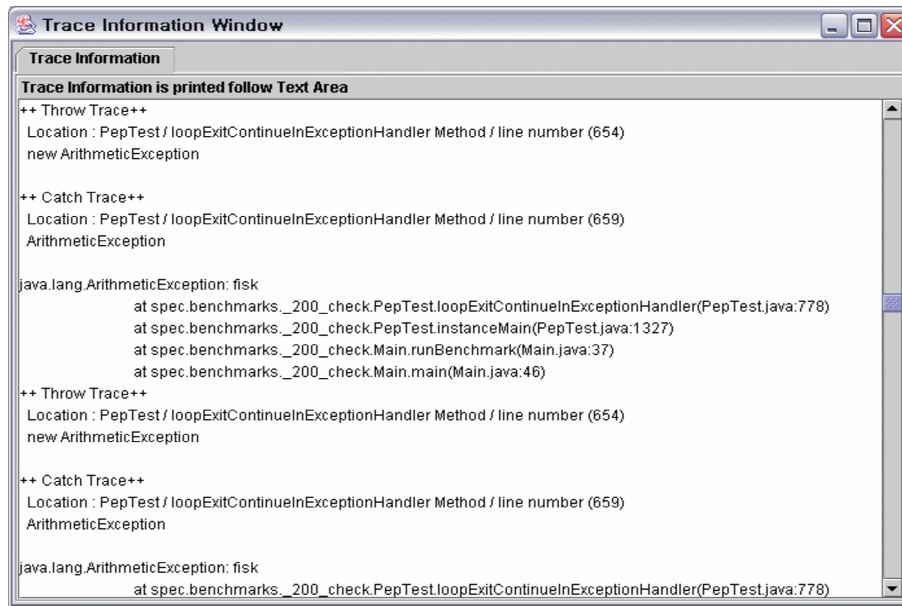 Trace Information Window
Trace Information
Trace Information is printed follow Text Area
++ Throw Trace++
Location : PepTest / loopExitContinueInExceptionHandler Method / line number (654)
new ArithmeticException
++ Catch Trace++
Location : PepTest / loopExitContinueInExceptionHandler Method / line number (659)
ArithmeticException
java.lang.ArithmeticException: fisk
at spec.benchmarks._200_check.PepTest.loopExitContinueInExceptionHandler(PepTest.java:778)
at spec.benchmarks._200_check.PepTest.instanceMain(PepTest.java:1327)
at spec.benchmarks._200_check.Main.runBenchmark(Main.java:37)
at spec.benchmarks._200_check.Main.main(Main.java:46)
++ Throw Trace++
Location : PepTest / loopExitContinueInExceptionHandler Method / line number (654)
new ArithmeticException
++ Catch Trace++
Location : PepTest / loopExitContinueInExceptionHandler Method / line number (659)
ArithmeticException
java.lang.ArithmeticException: fisk
at spec.benchmarks._200_check.PepTest.loopExitContinueInExceptionHandler(PepTest.java:778)